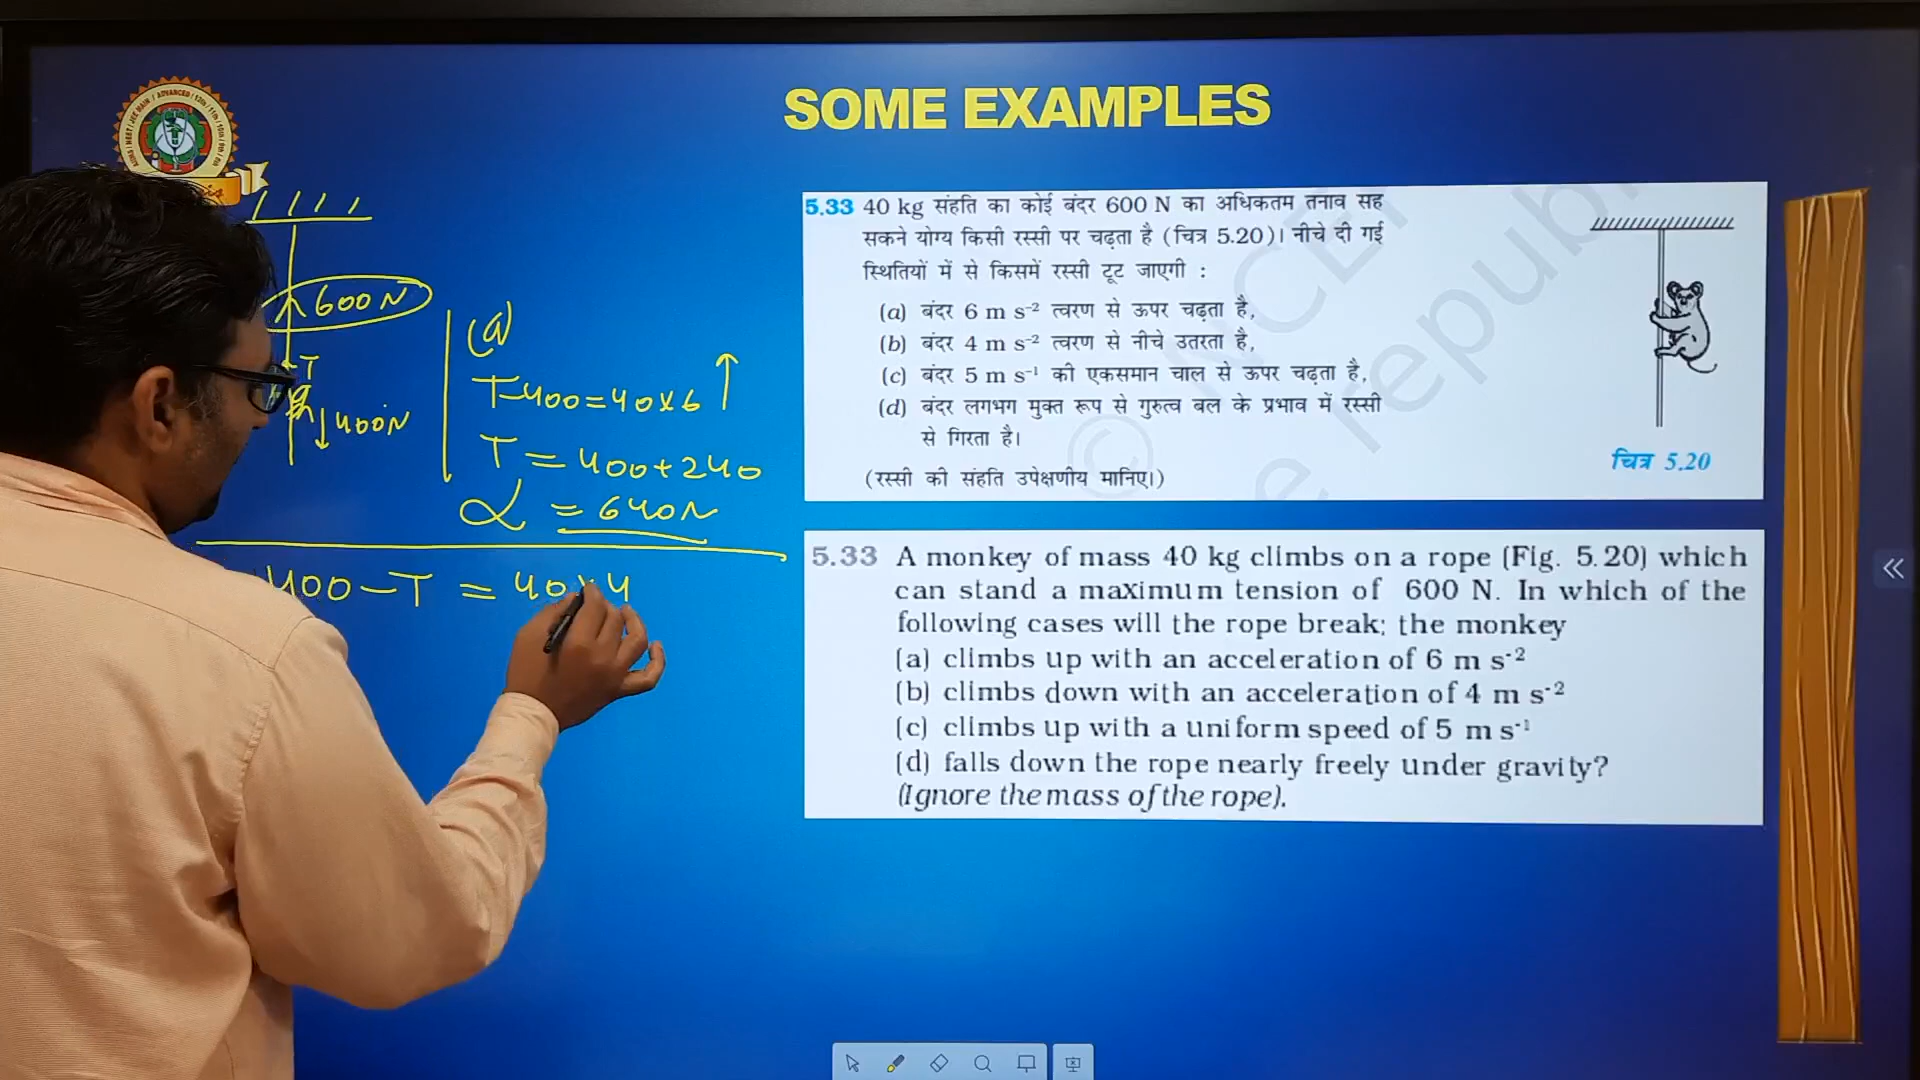 SOME EXAMPLES
600N
T
400N
(a)
T-400=40×6
T=400+240
=640N
400-T=40×4
5.33 40 kg संहति का कोई बंदर 600 N का अधिकतम तनाव सह
सकने योग्य किसी रस्सी पर चढ़ता है (चित्र 5.20)। नीचे दी गई
स्थितियों में से किसमें रस्सी टूट जाएगी :
(a) बंदर 6 m s⁻² त्वरण से ऊपर चढ़ता है,
(b) बंदर 4 m s⁻² त्वरण से नीचे उतरता है,
(c) बंदर 5 m s⁻¹ की एकसमान चाल से ऊपर चढ़ता है,
(d) बंदर लगभग मुक्त रूप से गुरुत्व बल के प्रभाव में रस्सी
से गिरता है।
(रस्सी की संहति उपेक्षणीय मानिए।)
चित्र 5.20
5.33 A monkey of mass 40 kg climbs on a rope (Fig. 5.20) which
can stand a maximum tension of 600 N. In which of the
following cases will the rope break: the monkey
(a) climbs up with an acceleration of 6 m s⁻²
(b) climbs down with an acceleration of 4 m s⁻²
(c) climbs up with a uniform speed of 5 m s⁻¹
(d) falls down the rope nearly freely under gravity?
(Ignore the mass of the rope).